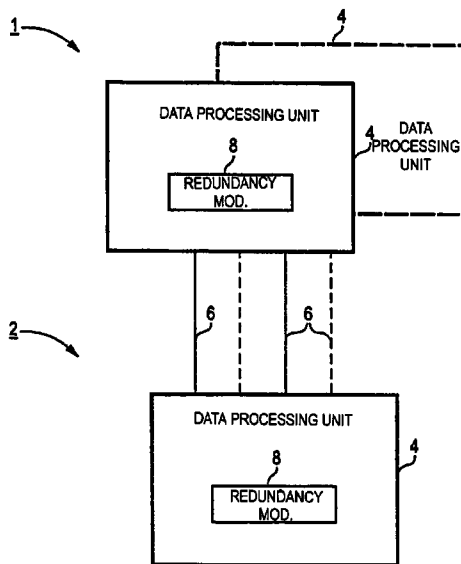 1
4
DATA PROCESSING UNIT
8
REDUNDANCY
MOD.
4
DATA
PROCESSING
UNIT
6
6
2
DATA PROCESSING UNIT
4
8
REDUNDANCY
MOD.